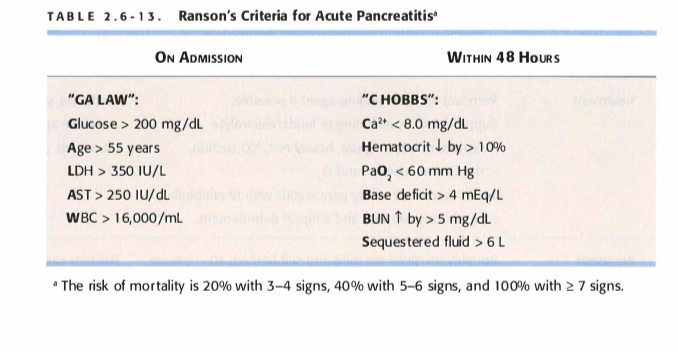 TABLE 2.6-13. Ranson's Criteria for Acute Pancreatitisª
ON ADMISSION
WITHIN 48 HOURS
"GA LAW":
Glucose > 200 mg/dL
Age > 55 years
LDH > 350 IU/L
AST > 250 IU/dL
WBC > 16,000/mL
"C HOBBS":
Ca²⁺ < 8.0 mg/dL
Hematocrit ↓ by > 10%
PaO₂ < 60 mm Hg
Base deficit > 4 mEq/L
BUN ↑ by > 5 mg/dL
Sequestered fluid > 6 L
ª The risk of mortality is 20% with 3–4 signs, 40% with 5–6 signs, and 100% with ≥ 7 signs.